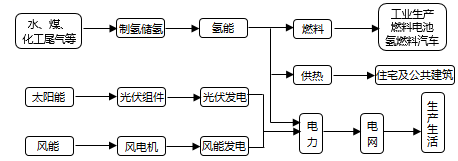 水、煤、
化工尾气等
制氢储氢
氢能
燃料
工业生产
燃料电池
氢燃料汽车
供热
住宅及公共建筑
太阳能
光伏组件
光伏发电
风能
风电机
风能发电
电力
电网
生产生活